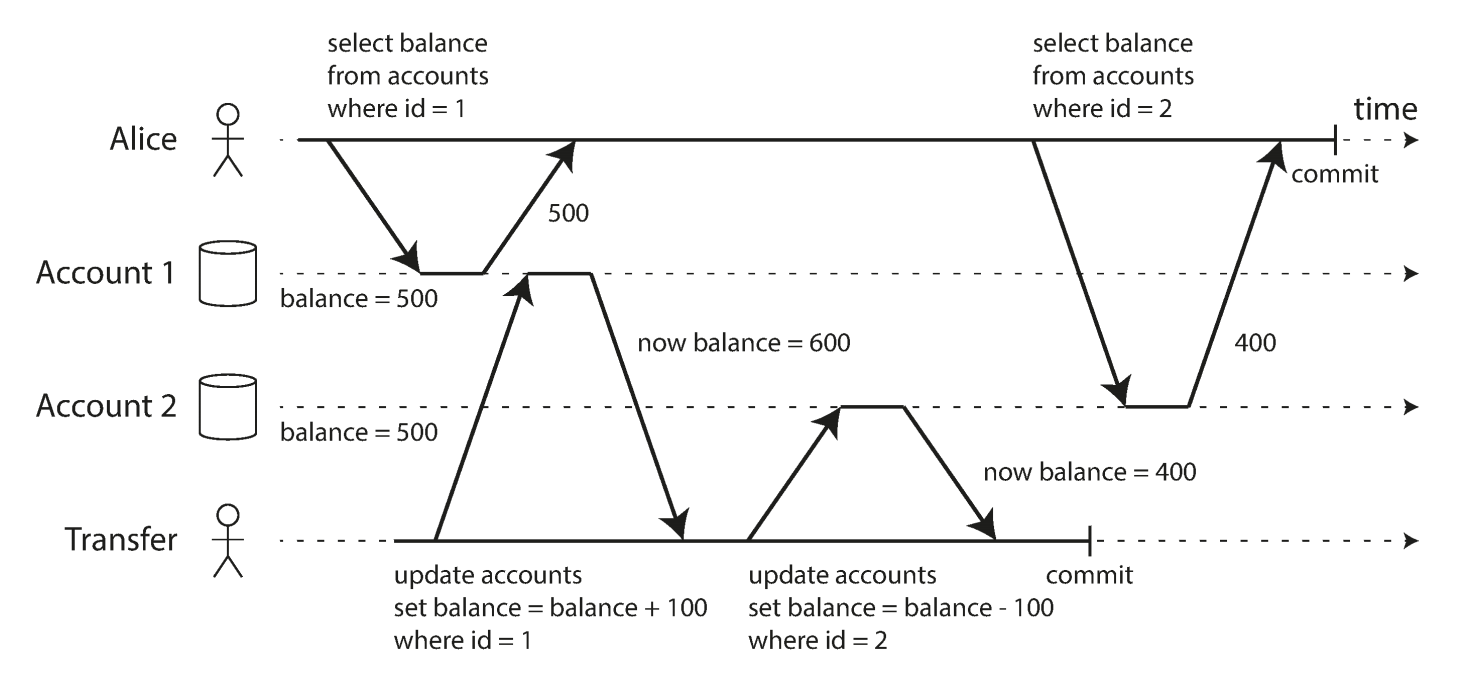 select balance
from accounts
where id = 1
select balance
from accounts
where id = 2
time
Alice
commit
500
Account 1
balance = 500
now balance = 600
400
Account 2
balance = 500
now balance = 400
Transfer
update accounts
set balance = balance + 100
where id = 1
update accounts
set balance = balance - 100
where id = 2
commit